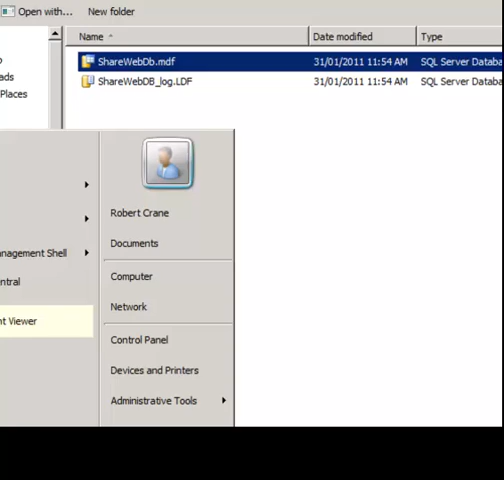 Open with... New folder
Name Date modified Type
ShareWebDb.mdf 31/01/2011 11:54 AM SQL Server Databa
ads
ShareWebDB_log.LDF 31/01/2011 11:54 AM SQL Server Databa
Places
Robert Crane
Documents
nagement Shell
Computer
ntral
Network
nt Viewer
Control Panel
Devices and Printers
Administrative Tools